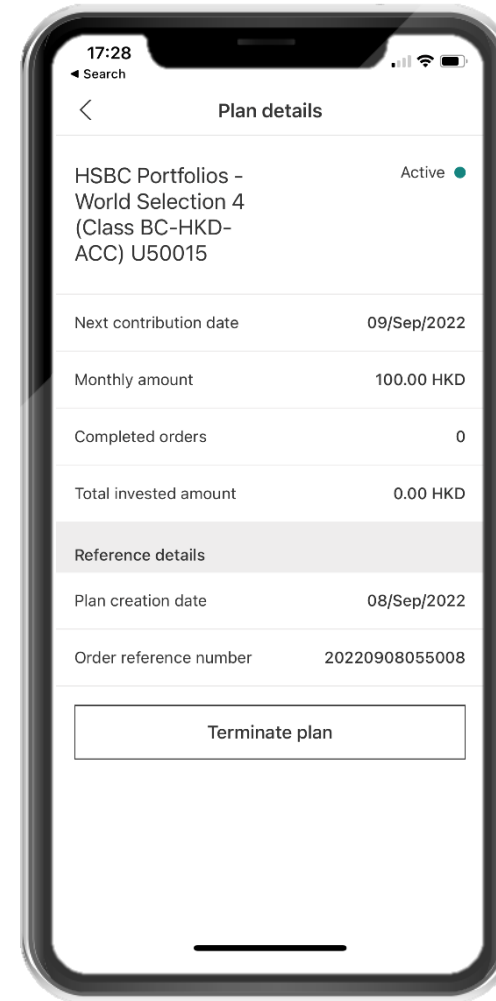 17:28
◀ Search
Plan details
HSBC Portfolios - Active
World Selection 4
(Class BC-HKD-
ACC) U50015
Next contribution date 09/Sep/2022
Monthly amount 100.00 HKD
Completed orders 0
Total invested amount 0.00 HKD
Reference details
Plan creation date 08/Sep/2022
Order reference number 20220908055008
Terminate plan